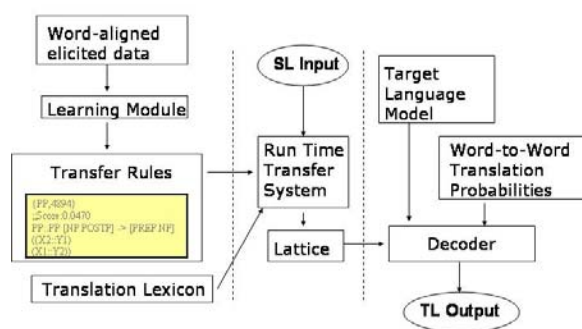 Word-aligned
elicited data
Learning Module
Transfer Rules
{PP,4894}
;;Score:0.0470
PP::PP [NP POSTP] -> [PREP NP]
((X2::Y1)
(X1::Y2))
Translation Lexicon
SL Input
Run Time
Transfer
System
Lattice
Target
Language
Model
Word-to-Word
Translation
Probabilities
Decoder
TL Output